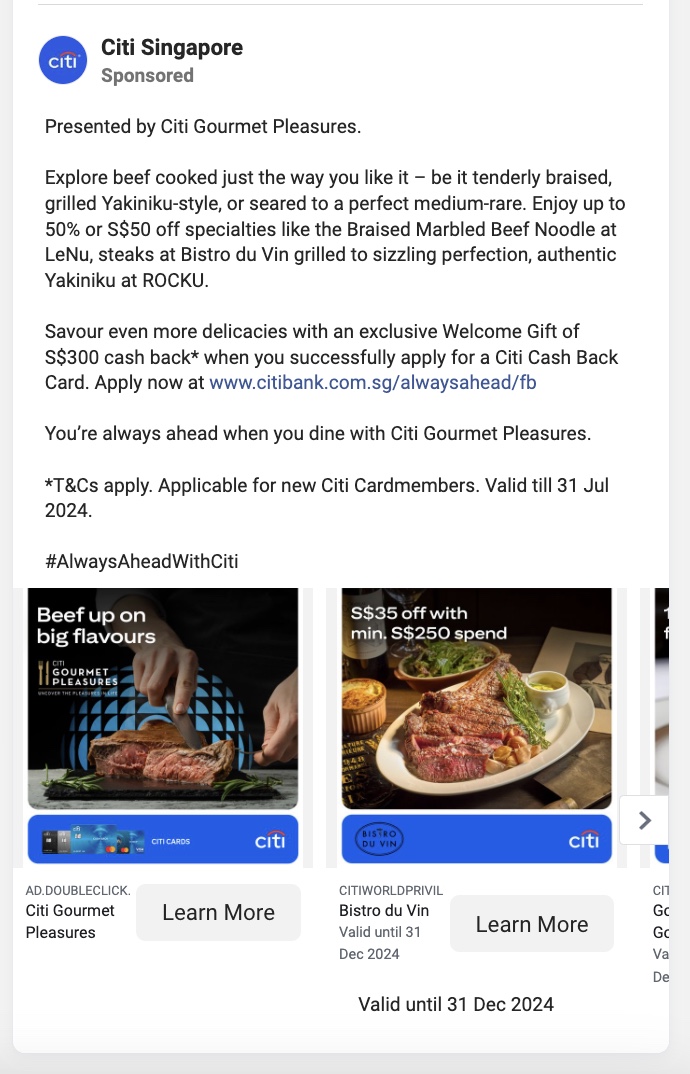 citi
Citi Singapore
Sponsored
Presented by Citi Gourmet Pleasures.
Explore beef cooked just the way you like it – be it tenderly braised,
grilled Yakiniku-style, or seared to a perfect medium-rare. Enjoy up to
50% or S$50 off specialties like the Braised Marbled Beef Noodle at
LeNu, steaks at Bistro du Vin grilled to sizzling perfection, authentic
Yakiniku at ROCKU.
Savour even more delicacies with an exclusive Welcome Gift of
S$300 cash back* when you successfully apply for a Citi Cash Back
Card. Apply now at www.citibank.com.sg/alwaysahead/fb
You’re always ahead when you dine with Citi Gourmet Pleasures.
*T&Cs apply. Applicable for new Citi Cardmembers. Valid till 31 Jul
2024.
#AlwaysAheadWithCiti
Beef up on
big flavours
CITI
GOURMET
PLEASURES
UNCOVER THE PLEASURES IN LIFE
CITI CARDS
citi
AD.DOUBLECLICK.
Citi Gourmet
Pleasures
Learn More
S$35 off with
min. S$250 spend
BISTRO
DU VIN
citi
CITIWORLDPRIVIL
Bistro du Vin
Valid until 31
Dec 2024
Learn More
CIT
Go
Go
Va
De
Valid until 31 Dec 2024